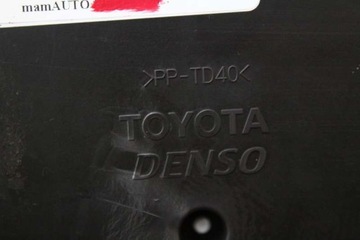 mamAUTO
>PP-TD40<
TOYOTA
DENSO